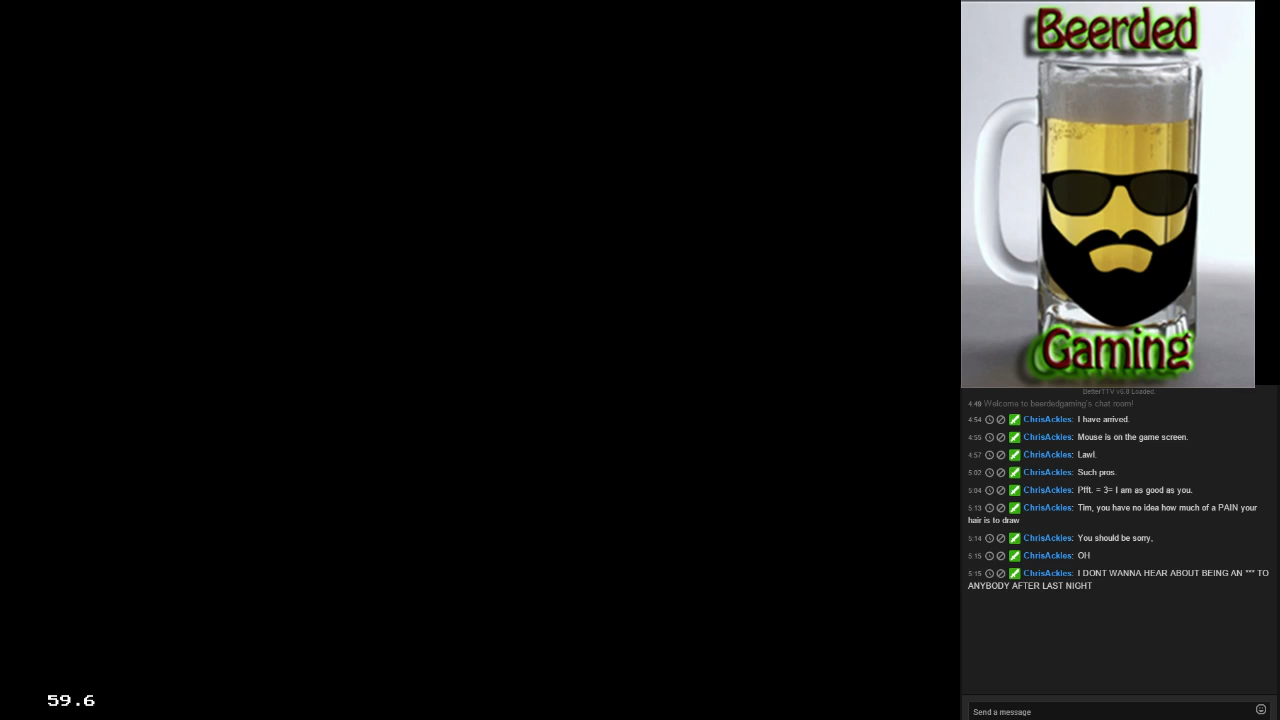 Beerded
Gaming
BetterTTV v6.8 Loaded.
4:48 Welcome to beerdedgaming's chat room!
4:54 ChrisAckles: I have arrived.
4:55 ChrisAckles: Mouse is on the game screen.
4:57 ChrisAckles: Lawl.
5:02 ChrisAckles: Such pros.
5:04 ChrisAckles: Pfft. = 3= I am as good as you.
5:13 ChrisAckles: Tim, you have no idea how much of a PAIN your
hair is to draw
5:14 ChrisAckles: You should be sorry,
5:15 ChrisAckles: OH
5:15 ChrisAckles: I DONT WANNA HEAR ABOUT BEING AN *** TO
ANYBODY AFTER LAST NIGHT
59.6
Send a message